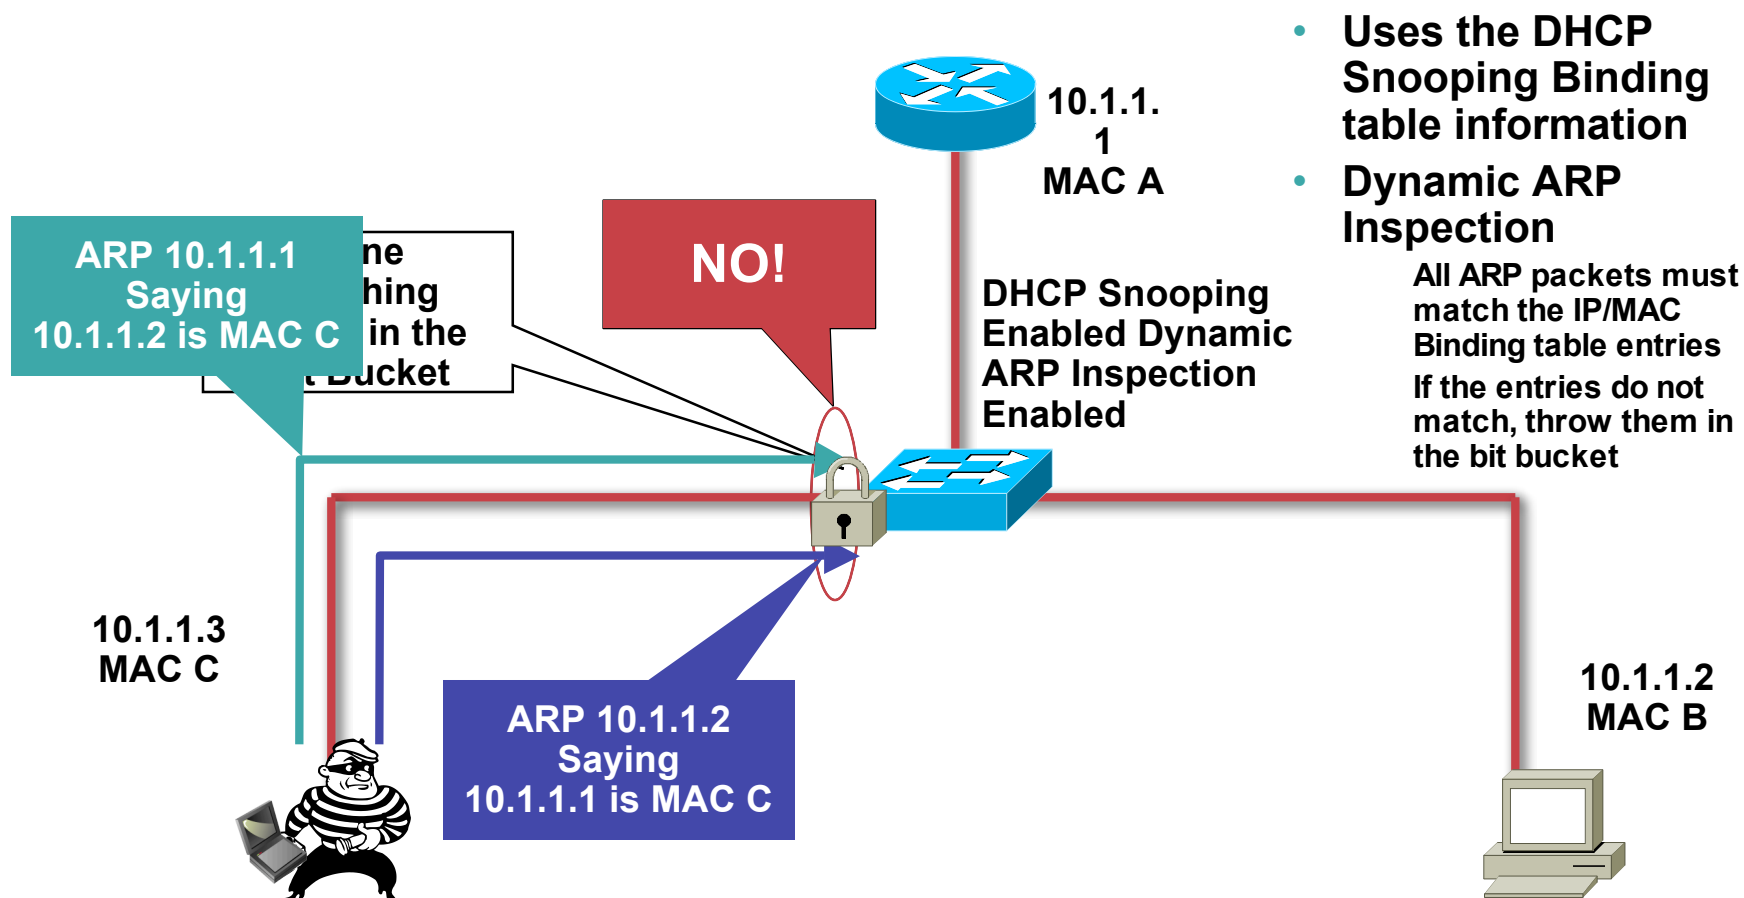 • Uses the DHCP
Snooping Binding
table information
• Dynamic ARP
Inspection
All ARP packets must
match the IP/MAC
Binding table entries
If the entries do not
match, throw them in
the bit bucket
10.1.1.
1
MAC A
NO!
ARP 10.1.1.1
Saying
10.1.1.2 is MAC C
in the
Bucket
DHCP Snooping
Enabled Dynamic
ARP Inspection
Enabled
10.1.1.3
MAC C
ARP 10.1.1.2
Saying
10.1.1.1 is MAC C
10.1.1.2
MAC B